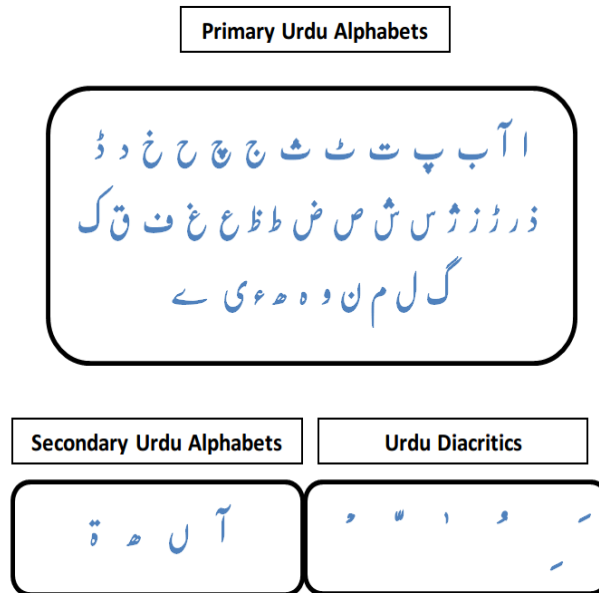 Primary Urdu Alphabets
ا آ ب پ ت ٹ ث ج چ ح خ د ڈ
ذ ر ڑ ز ژ س ش ص ض ط ظ ع غ ف ق ک
گ ل م ن و ہ ھ ء ی ے
Secondary Urdu Alphabets
Urdu Diacritics
آ ں ھ ۃ
َ ِ ُ ٰ